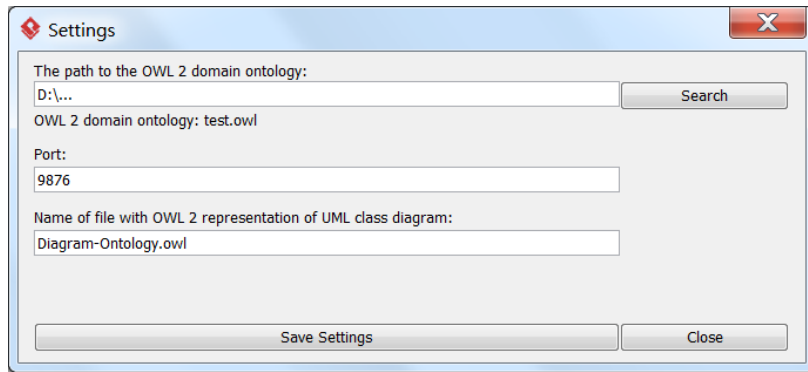 Settings
The path to the OWL 2 domain ontology:
D:\...
Search
OWL 2 domain ontology: test.owl
Port:
9876
Name of file with OWL 2 representation of UML class diagram:
Diagram-Ontology.owl
Save Settings
Close